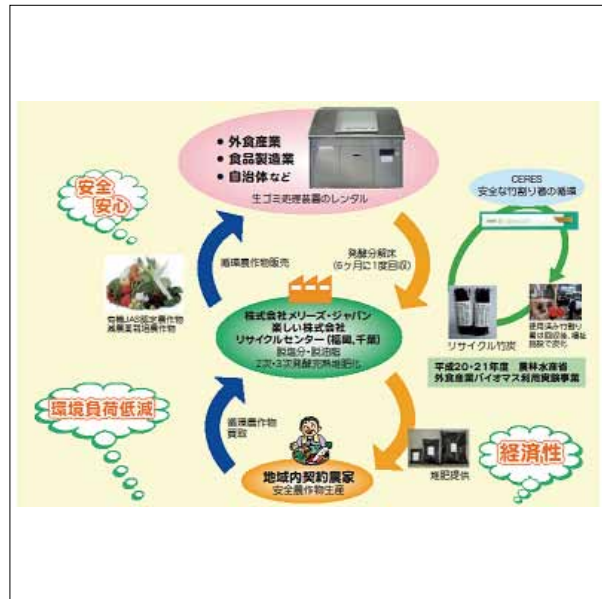 • 外食産業
• 食品製造業
• 自治体など
生ゴミ処理装置のレンタル
安全
安心
CERES
安全な竹割り箸の循環
循環農作物販売
発酵分解床
(6ヶ月に1度回収)
有機JAS認定農作物
減農薬栽培農作物
株式会社メリーズ・ジャパン
楽しい株式会社
リサイクルセンター(福岡,千葉)
脱塩分・脱油脂
2次・3次発酵完熟堆肥化
リサイクル竹炭
使用済み竹割り
箸は回収後、福祉
施設で炭化
平成20・21年度 農林水産省
外食産業バイオマス利用実験事業
環境負荷低減
循環農作物
買取
地域内契約農家
安全農作物生産
堆肥提供
経済性